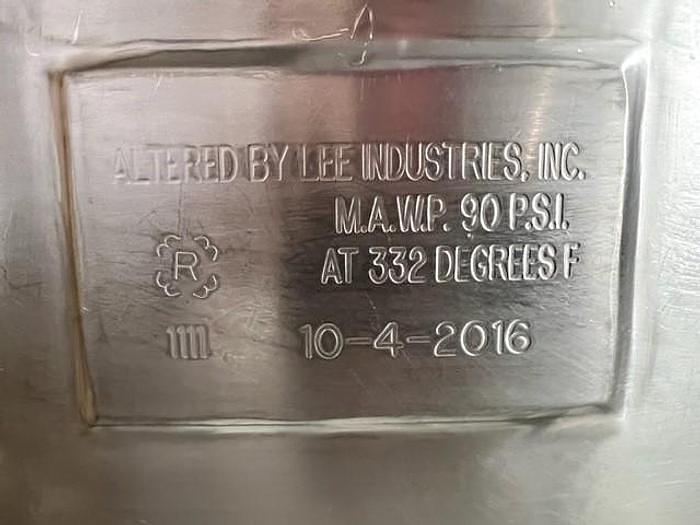 ALTERED BY LEE INDUSTRIES, INC.
M.A.W.P. 90 P.S.I.
R
AT 332 DEGREES F
1111 10-4-2016